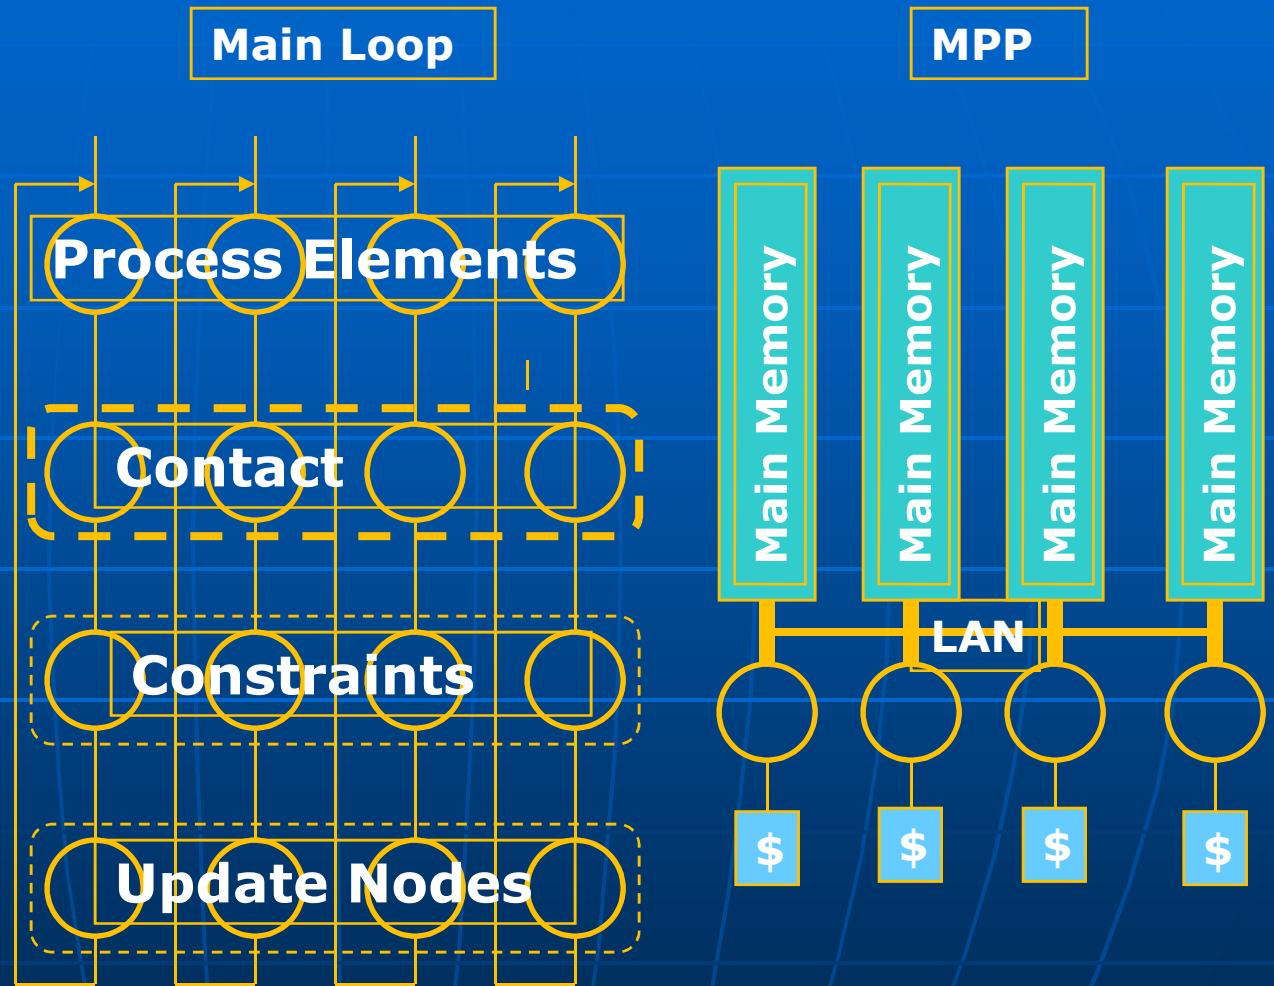 Main Loop
MPP
Process Elements
Contact
Constraints
Update Nodes
Main Memory
Main Memory
Main Memory
Main Memory
LAN
$
$
$
$